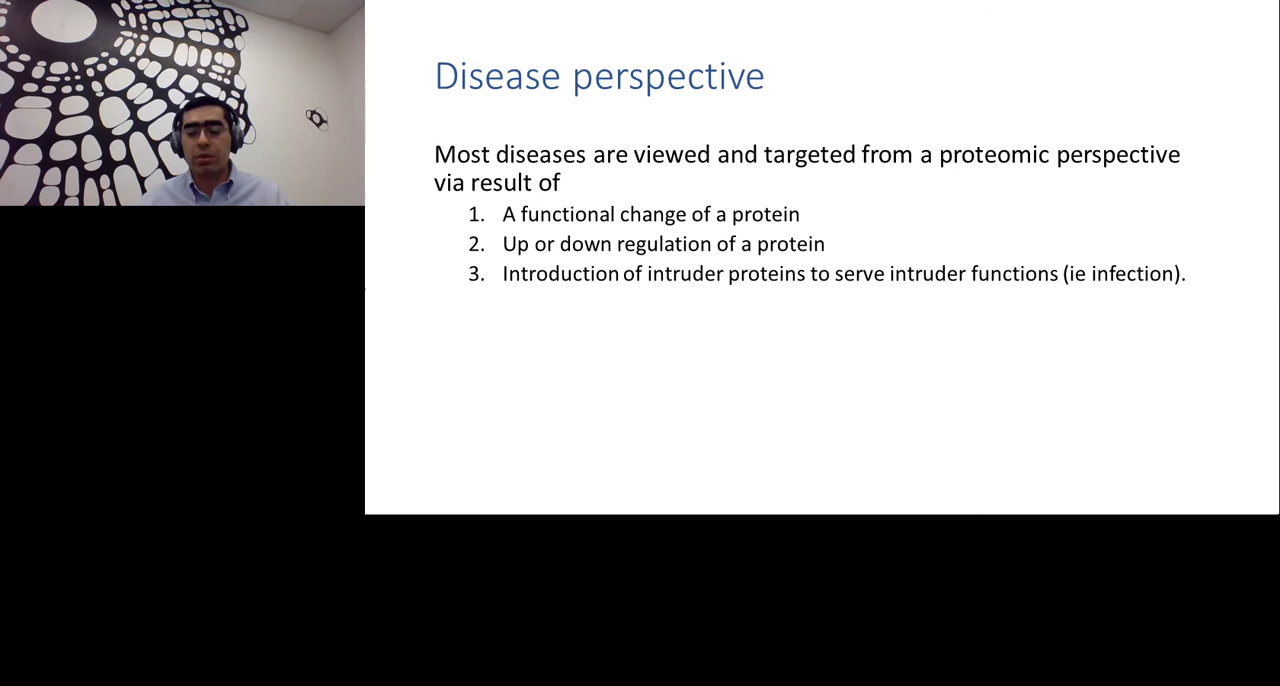 Disease perspective
Most diseases are viewed and targeted from a proteomic perspective
via result of
1. A functional change of a protein
2. Up or down regulation of a protein
3. Introduction of intruder proteins to serve intruder functions (ie infection).